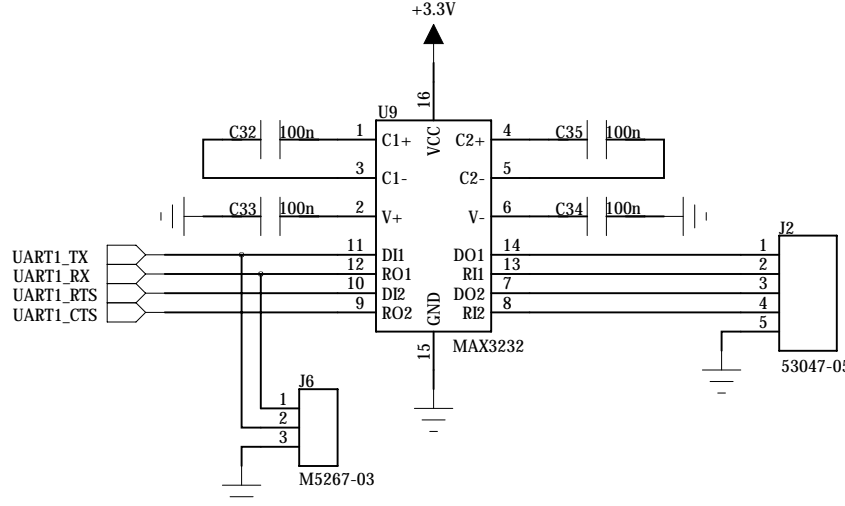 +3.3V
16
U9
C32 100n 1 C1+ VCC C2+ 4 C35 100n
3 C1- C2- 5
C33 100n 2 V+ V- 6 C34 100n
J2
UART1_TX 11 DI1 DO1 14 1
UART1_RX 12 RO1 RI1 13 2
UART1_RTS 10 DI2 DO2 7 3
UART1_CTS 9 RO2 GND RI2 8 4
5
15 MAX3232
53047-05
J6
1
2
3
M5267-03